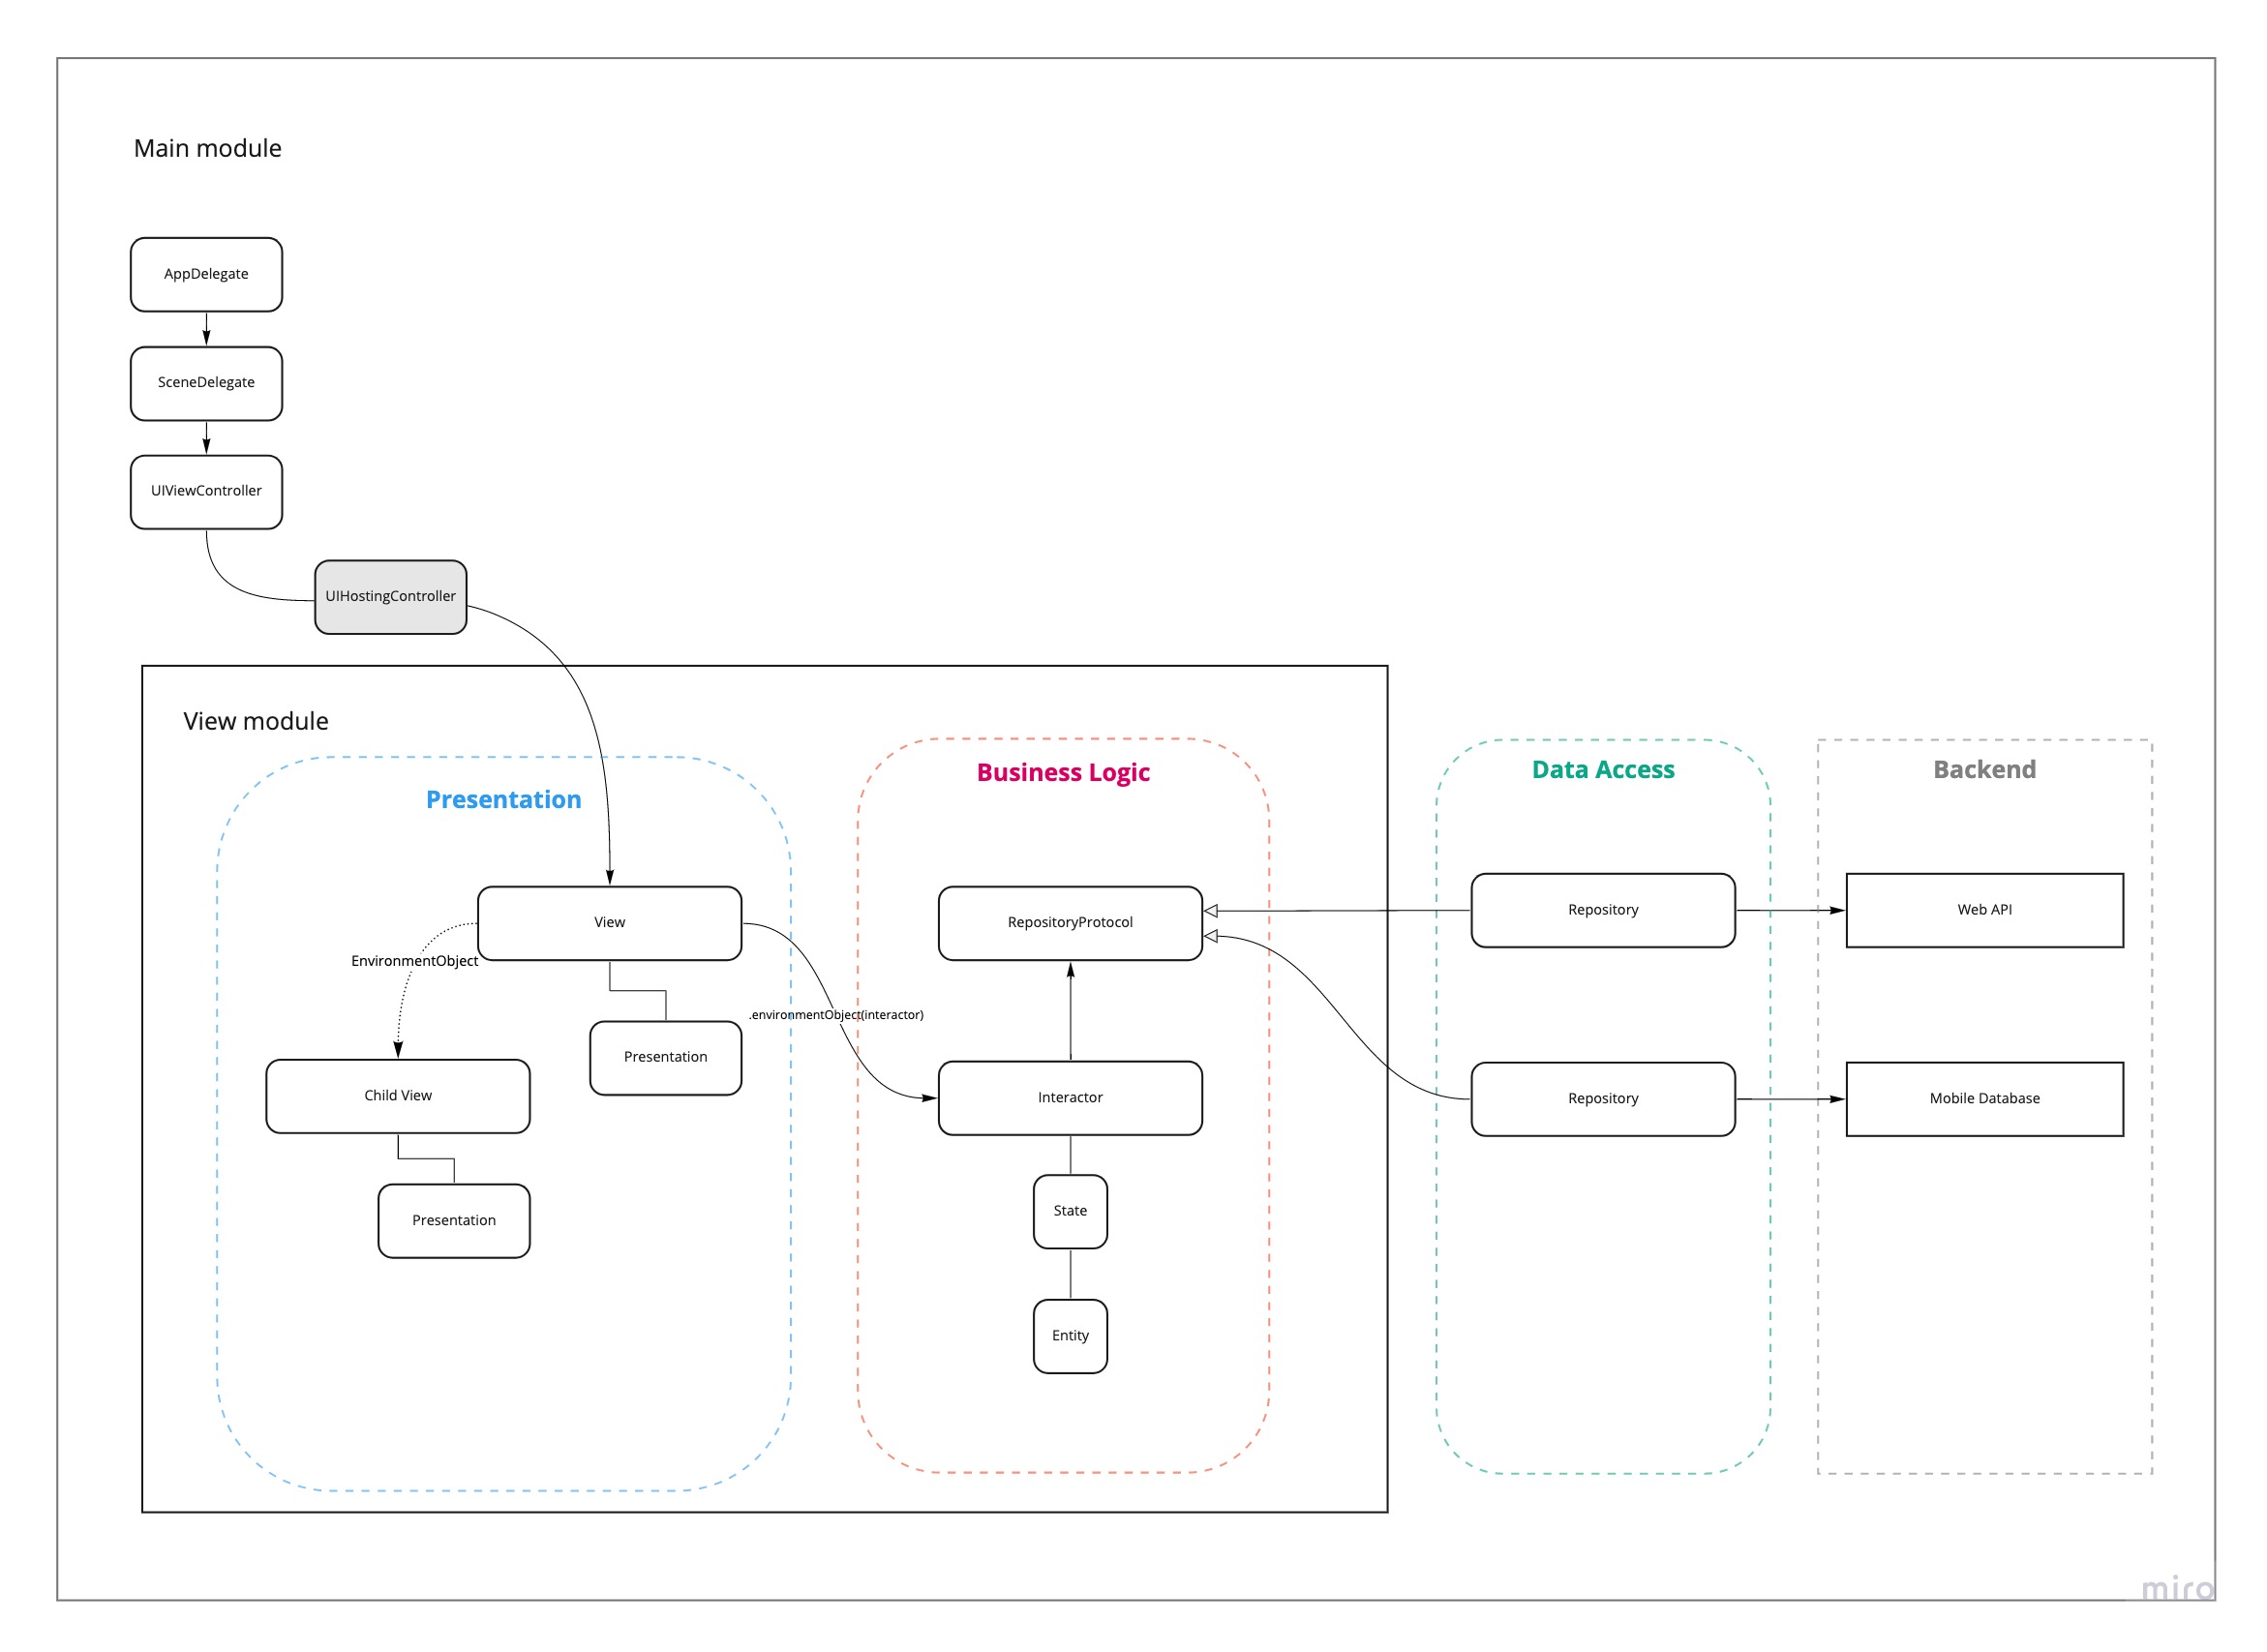 Main module
AppDelegate
SceneDelegate
UIViewController
UIHostingController
View module
Presentation
View
EnvironmentObject
.environmentObject(interactor)
Presentation
Child View
Presentation
Business Logic
RepositoryProtocol
Interactor
State
Entity
Data Access
Repository
Repository
Backend
Web API
Mobile Database
miro